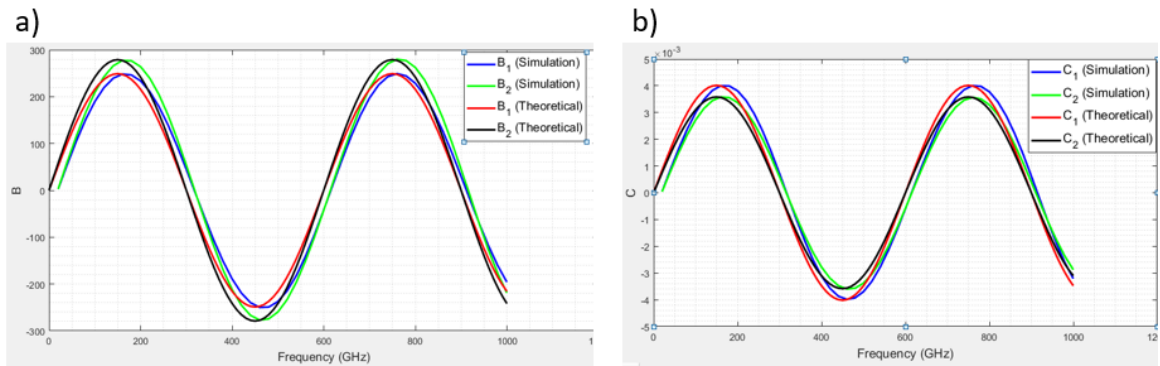 a)
300
200
100
0
-100
-200
-300
B
0
200
400
600
800
1000
Frequency (GHz)
B1 (Simulation)
B2 (Simulation)
B1 (Theoretical)
B2 (Theoretical)
b)
×10-3
5
4
3
2
1
0
-1
-2
-3
-4
-5
C
0
200
400
600
800
1000
Frequency (GHz)
C1 (Simulation)
C2 (Simulation)
C1 (Theoretical)
C2 (Theoretical)